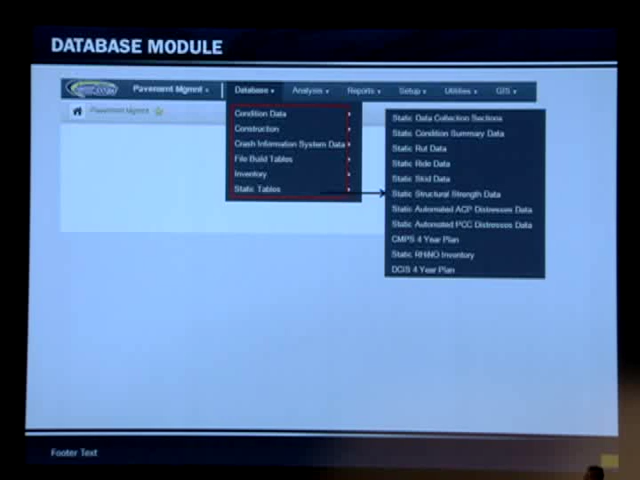 DATABASE MODULE
Pavement Mgmt Database Analysis Reports Setup Utilities GIS
Pavement Mgmt
Condition Data
Construction
Crash Information System Data
File Build Tables
Inventory
Static Tables
Static Data Collection Sections
Static Condition Summary Data
Static Rut Data
Static Ride Data
Static Skid Data
Static Structural Strength Data
Static Automated ACP Distresses Data
Static Automated PCC Distresses Data
CMPS 4 Year Plan
Static RHiNO Inventory
DCIS 4 Year Plan
Footer Text